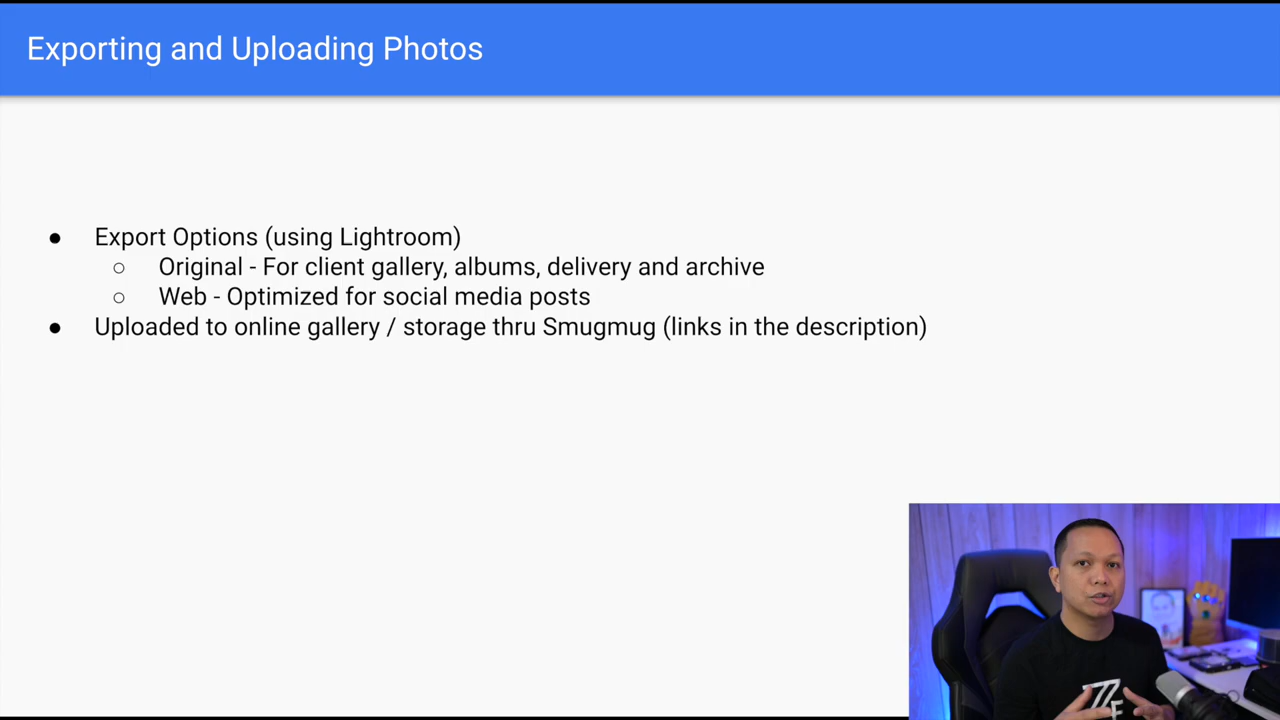 Exporting and Uploading Photos
● Export Options (using Lightroom)
○ Original - For client gallery, albums, delivery and archive
○ Web - Optimized for social media posts
● Uploaded to online gallery / storage thru Smugmug (links in the description)